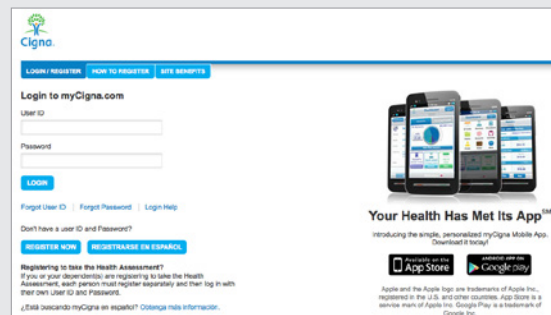 Cigna.
LOGIN / REGISTER
HOW TO REGISTER
SITE BENEFITS
Login to myCigna.com
User ID
Password
LOGIN
Forgot User ID | Forgot Password | Login Help
Don't have a user ID and Password?
REGISTER NOW
REGISTRARSE EN ESPAÑOL
Registering to take the Health Assessment?
If you or your dependent(s) are registering to take the Health
Assessment, each person must register separately and then log in with
their own User ID and Password.
¿Está buscando myCigna en español? Obtenga más información.
Your Health Has Met Its App℠
Introducing the simple, personalized myCigna Mobile App.
Download it today!
Available on the
App Store
ANDROID APP ON
Google play
Apple and the Apple logo are trademarks of Apple Inc.,
registered in the U.S. and other countries. App Store is a
service mark of Apple Inc. Google Play is a trademark of
Google Inc.